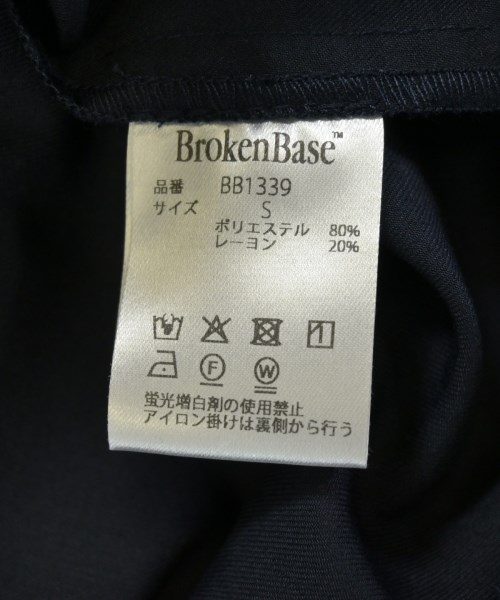 BrokenBase™
品番 BB1339
サイズ S
ポリエステル 80%
レーヨン 20%
F W
蛍光増白剤の使用禁止
アイロン掛けは裏側から行う